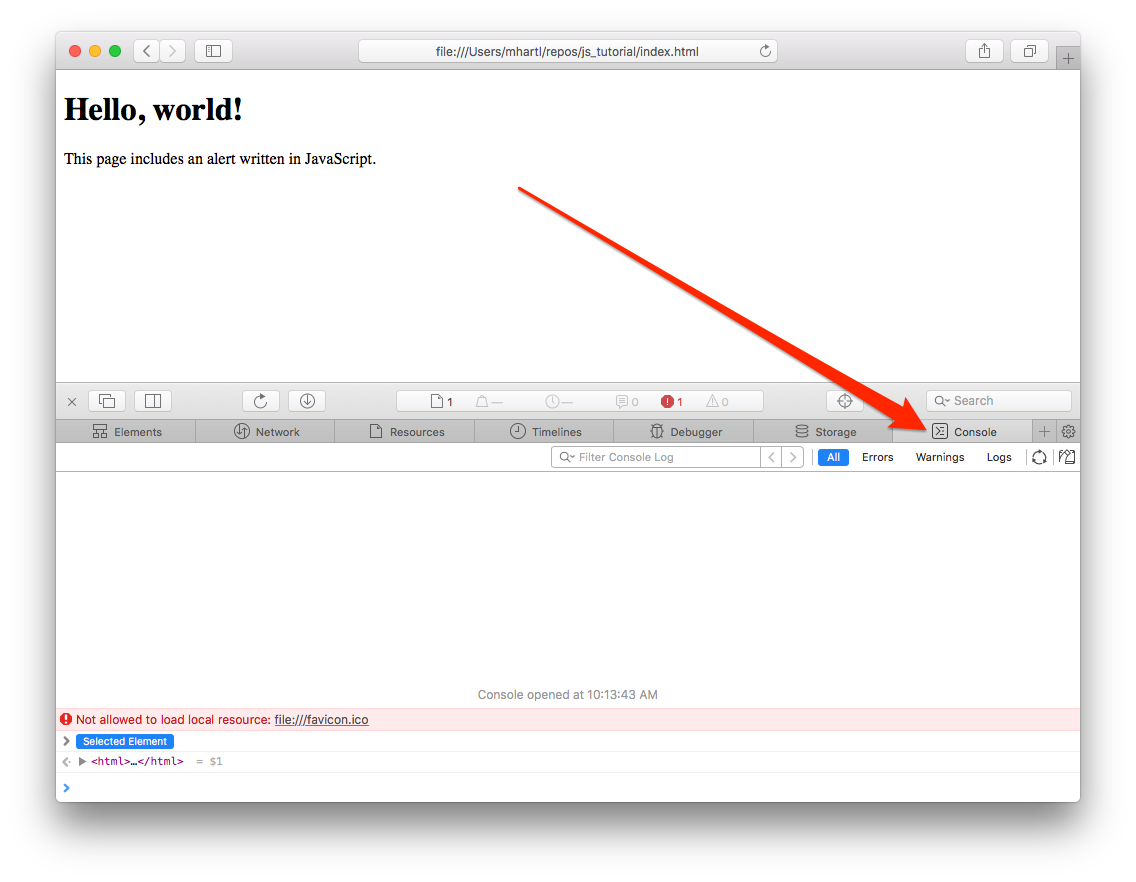 file:///Users/mhartl/repos/js_tutorial/index.html
Hello, world!
This page includes an alert written in JavaScript.
1 — — 0 1 0 Search
Elements Network Resources Timelines Debugger Storage Console
Filter Console Log All Errors Warnings Logs
Console opened at 10:13:43 AM
Not allowed to load local resource: file:///favicon.ico
Selected Element
<html>…</html> = $1